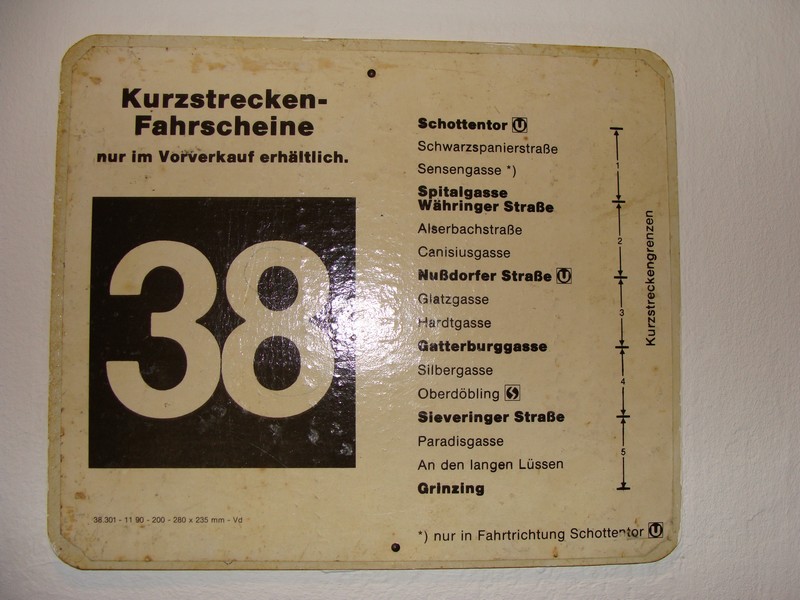 Kurzstrecken-
Fahrscheine
nur im Vorverkauf erhältlich.
38
38.301 - 11 90 - 200 - 280 x 235 mm - Vd
Schottentor U
Schwarzspanierstraße
Sensengasse *)
Spitalgasse
Währinger Straße
Alserbachstraße
Canisiusgasse
Nußdorfer Straße U
Glatzgasse
Hardtgasse
Gatterburggasse
Silbergasse
Oberdöbling S
Sieveringer Straße
Paradisgasse
An den langen Lüssen
Grinzing
*) nur in Fahrtrichtung Schottentor U
1
2
3
4
5
Kurzstreckengrenzen